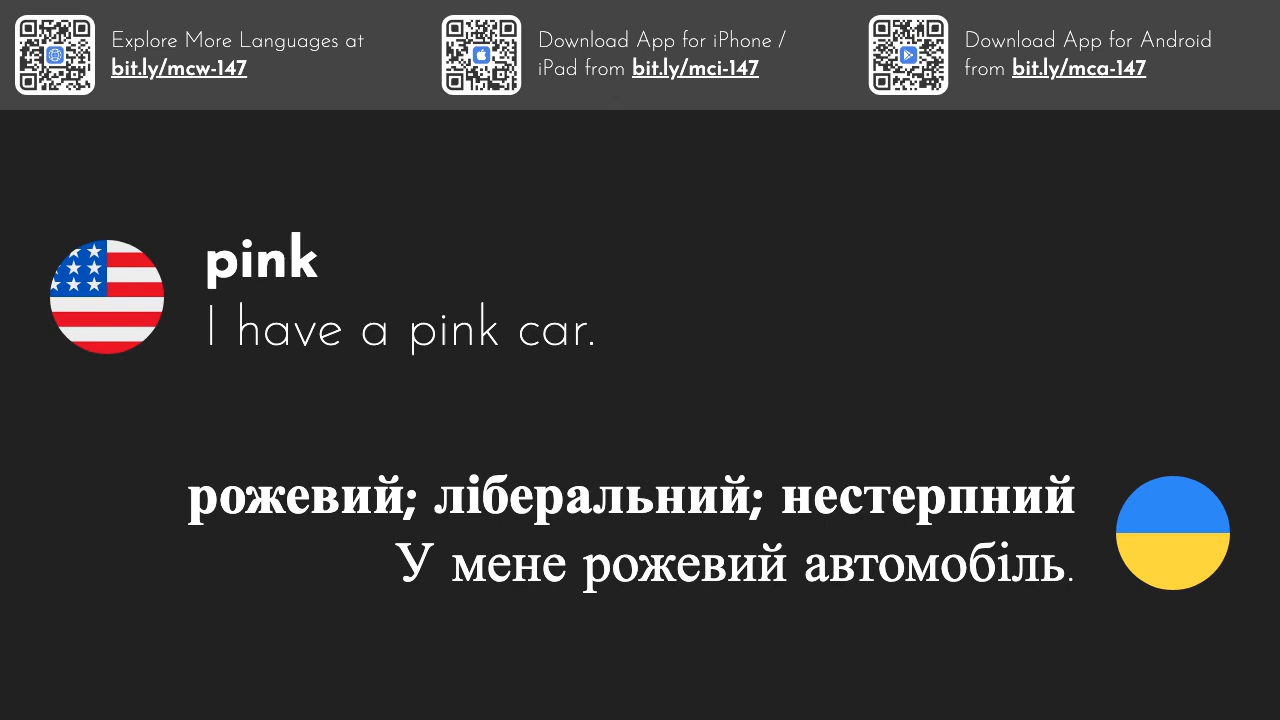 Explore More Languages at
bit.ly/mcw-147
Download App for iPhone /
iPad from bit.ly/mci-147
Download App for Android
from bit.ly/mca-147
pink
I have a pink car.
рожевий; ліберальний; нестерпний
У мене рожевий автомобіль.